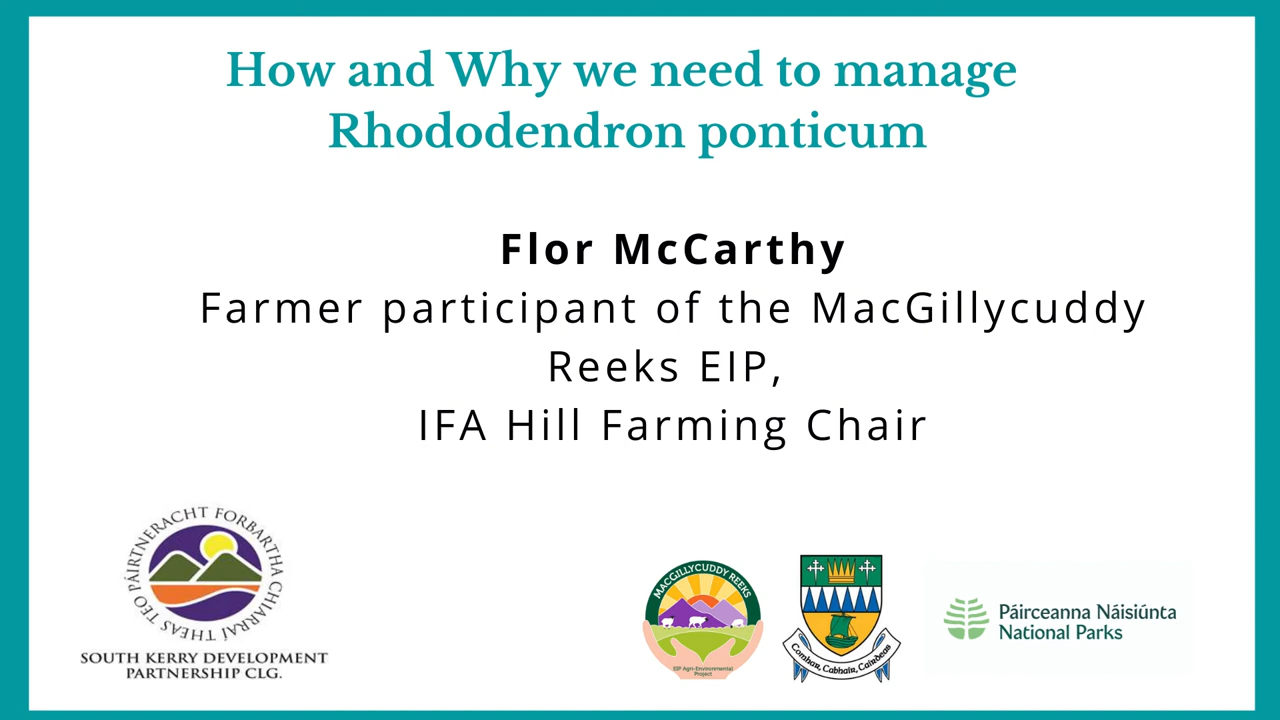 How and Why we need to manage
Rhododendron ponticum
Flor McCarthy
Farmer participant of the MacGillycuddy
Reeks EIP,
IFA Hill Farming Chair
PÁIRTNERACHT FORBARTHA CHIARRAÍ THEAS TEO
SOUTH KERRY DEVELOPMENT
PARTNERSHIP CLG.
MACGILLYCUDDY REEKS
EIP Agri-Environmental
Project
Comhar, Cabhair, Cairdeas
Páirceanna Náisiúnta
National Parks